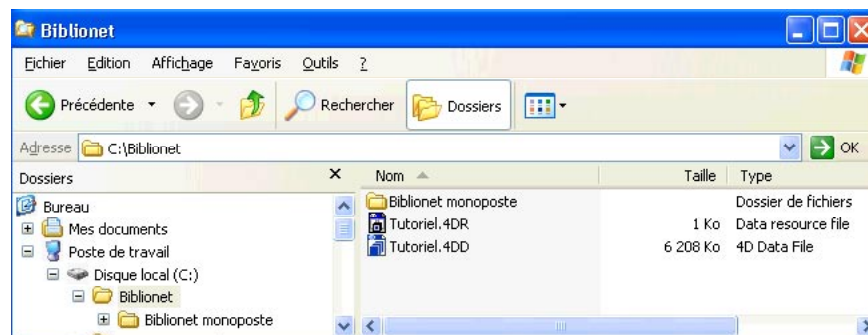 Biblionet
Fichier Edition Affichage Favoris Outils ?
Précédente Rechercher Dossiers
Adresse C:\Biblionet OK
Dossiers x Nom Taille Type
Bureau
Mes documents
Poste de travail
Disque local (C:)
Biblionet
Biblionet monoposte
Biblionet monoposte Dossier de fichiers
Tutoriel.4DR 1 Ko Data resource file
Tutoriel.4DD 6 208 Ko 4D Data File